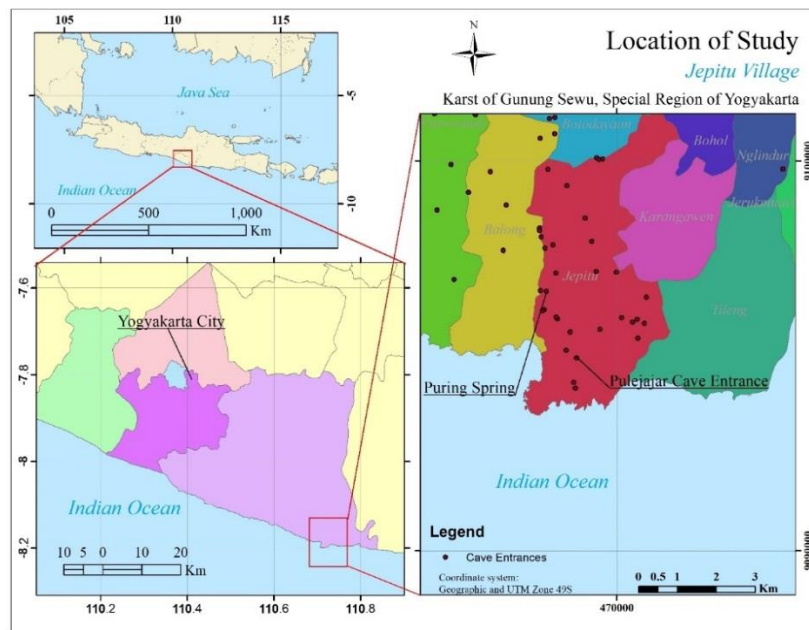 105
110
115
Java Sea
-5
Indian Ocean
-10
0
500
1,000
Km
N
Location of Study
Jepitu Village
Karst of Gunung Sewu, Special Region of Yogyakarta
-7.6
-7.8
-8
-8.2
Yogyakarta City
Indian Ocean
10 5 0 10 20
Km
110.2
110.4
110.6
110.8
Bohol
Nglindur
Karangawen
Balong
Jepitu
Tileng
Puring Spring
Pulejajar Cave Entrance
Indian Ocean
Legend
Cave Entrances
Coordinate system:
Geographic and UTM Zone 49S
0 0.5 1 2 3
Km
470000